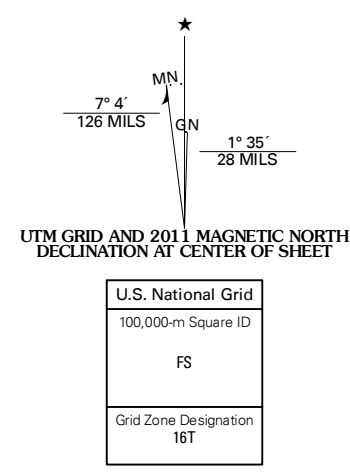 ★
MN.
7° 4´
126 MILS
GN
1° 35´
28 MILS
UTM GRID AND 2011 MAGNETIC NORTH
DECLINATION AT CENTER OF SHEET
U.S. National Grid
100,000-m Square ID
FS
Grid Zone Designation
16T